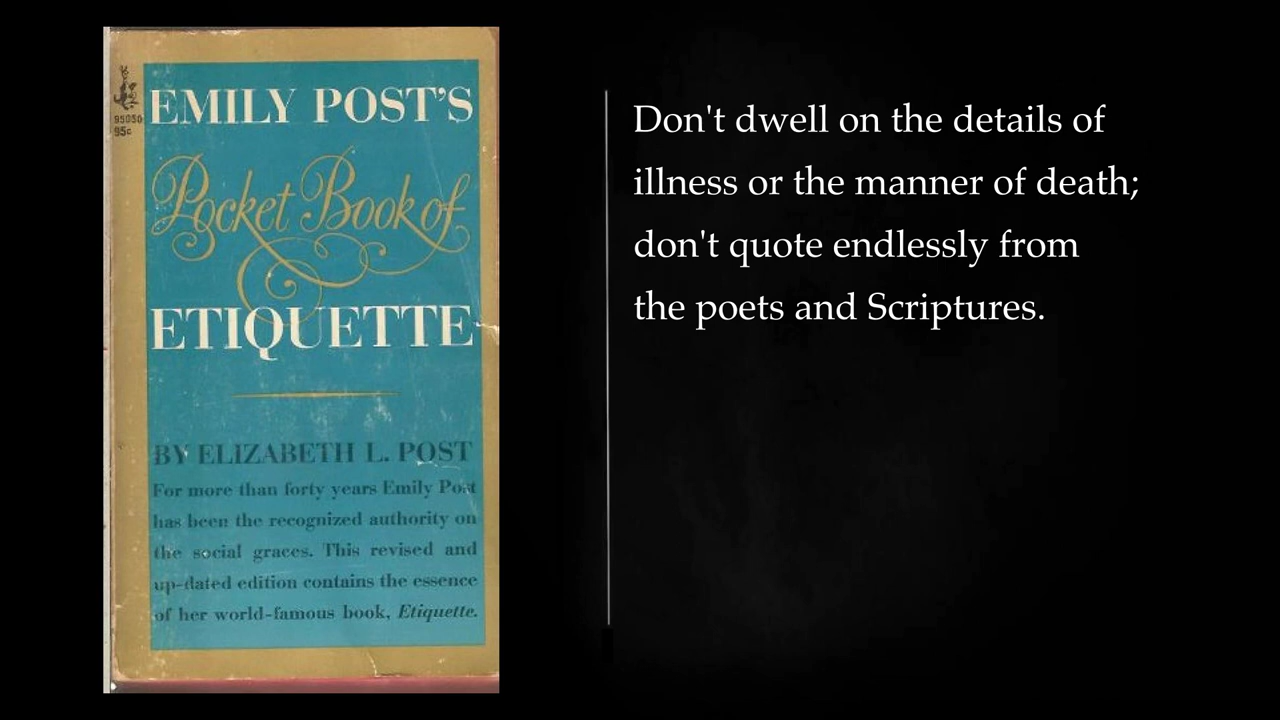 95050
95c
EMILY POST'S
Pocket Book of
ETIQUETTE
BY ELIZABETH L. POST
For more than forty years Emily Post
has been the recognized authority on
the social graces. This revised and
up-dated edition contains the essence
of her world-famous book, Etiquette.
Don't dwell on the details of
illness or the manner of death;
don't quote endlessly from
the poets and Scriptures.